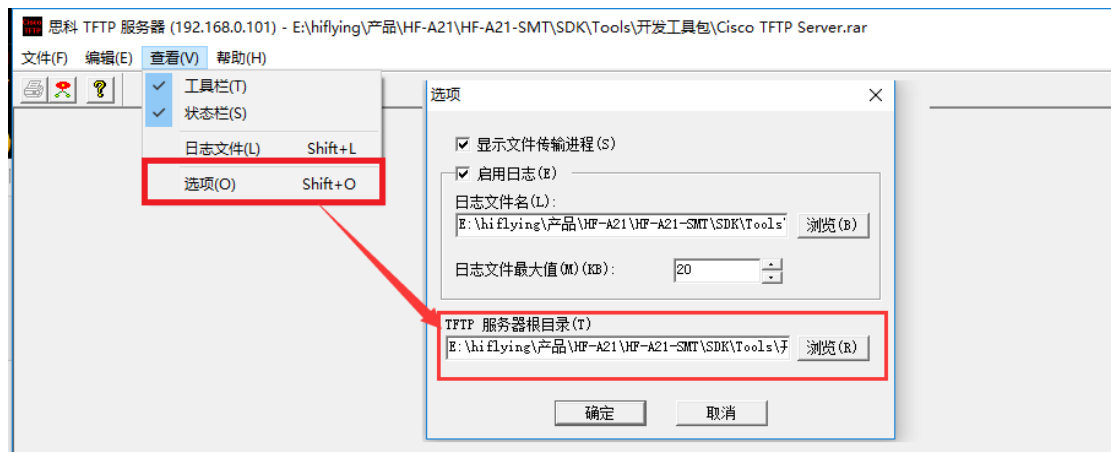 思科 TFTP 服务器 (192.168.0.101) - E:\hiflying\产品\HF-A21\HF-A21-SMT\SDK\Tools\开发工具包\Cisco TFTP Server.rar
文件(F) 编辑(E) 查看(V) 帮助(H)
工具栏(T)
状态栏(S)
日志文件(L) Shift+L
选项(O) Shift+O
选项
显示文件传输进程(S)
启用日志(E)
日志文件名(L):
E:\hiflying\产品\HF-A21\HF-A21-SMT\SDK\Tools 浏览(B)
日志文件最大值(M)(KB): 20
TFTP 服务器根目录(T)
E:\hiflying\产品\HF-A21\HF-A21-SMT\SDK\Tools\开 浏览(R)
确定 取消